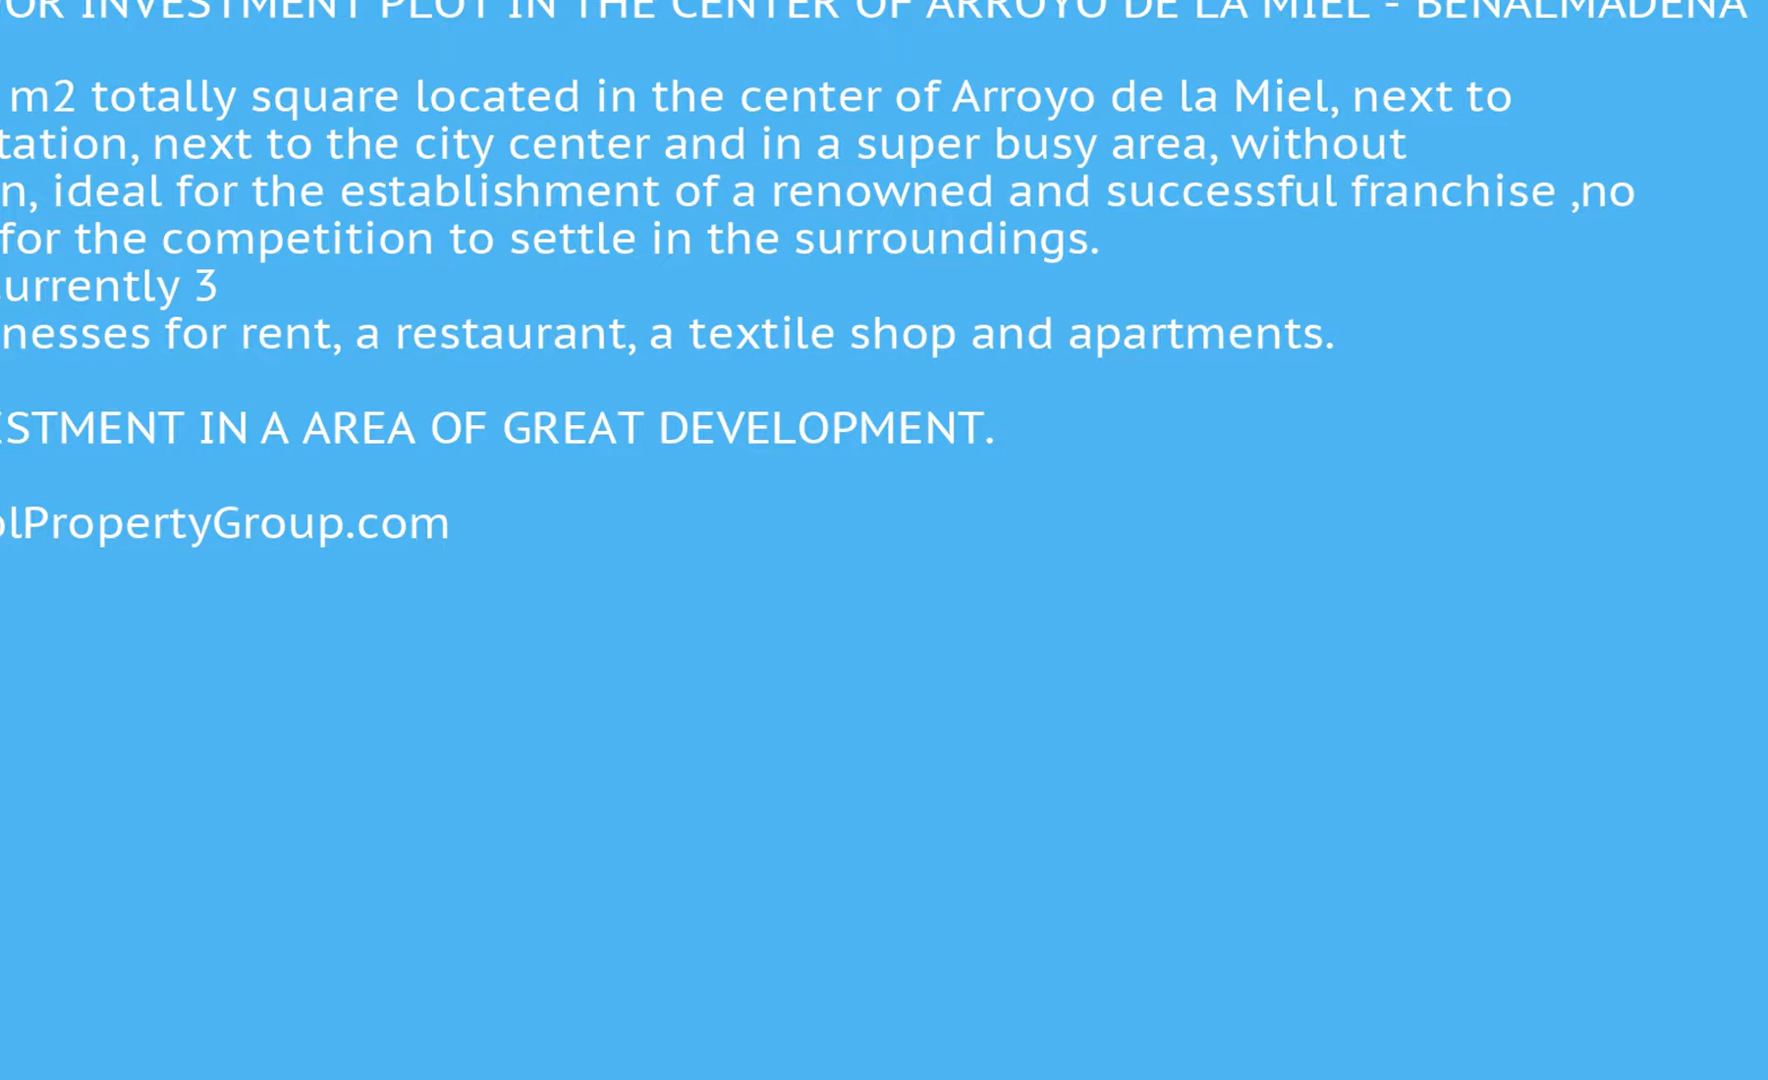 INVESTMENT PLOT IN THE CENTER OF ARROYO DE LA MIEL - BENALMADENA
m2 totally square located in the center of Arroyo de la Miel, next to
next to the city center and in a super busy area, without
ideal for the establishment of a renowned and successful franchise ,no
for the competition to settle in the surroundings.
urrently 3
nesses for rent, a restaurant, a textile shop and apartments.
STMENT IN A AREA OF GREAT DEVELOPMENT.
lPropertyGroup.com